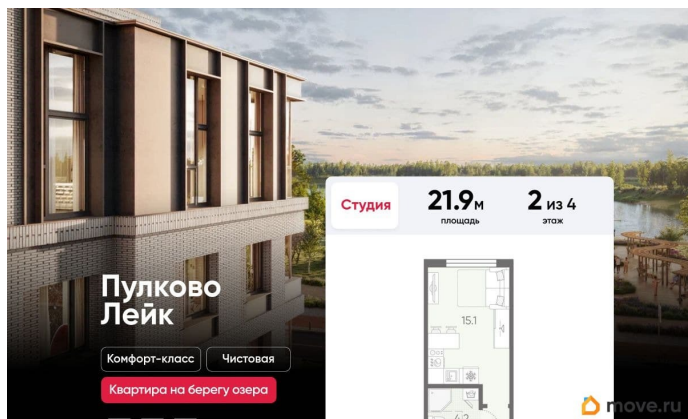 Студия
21.9 м
площадь
2 из 4
этаж
Пулково
Лейк
15.1
Комфорт-класс
Чистовая
Квартира на берегу озера
move.ru